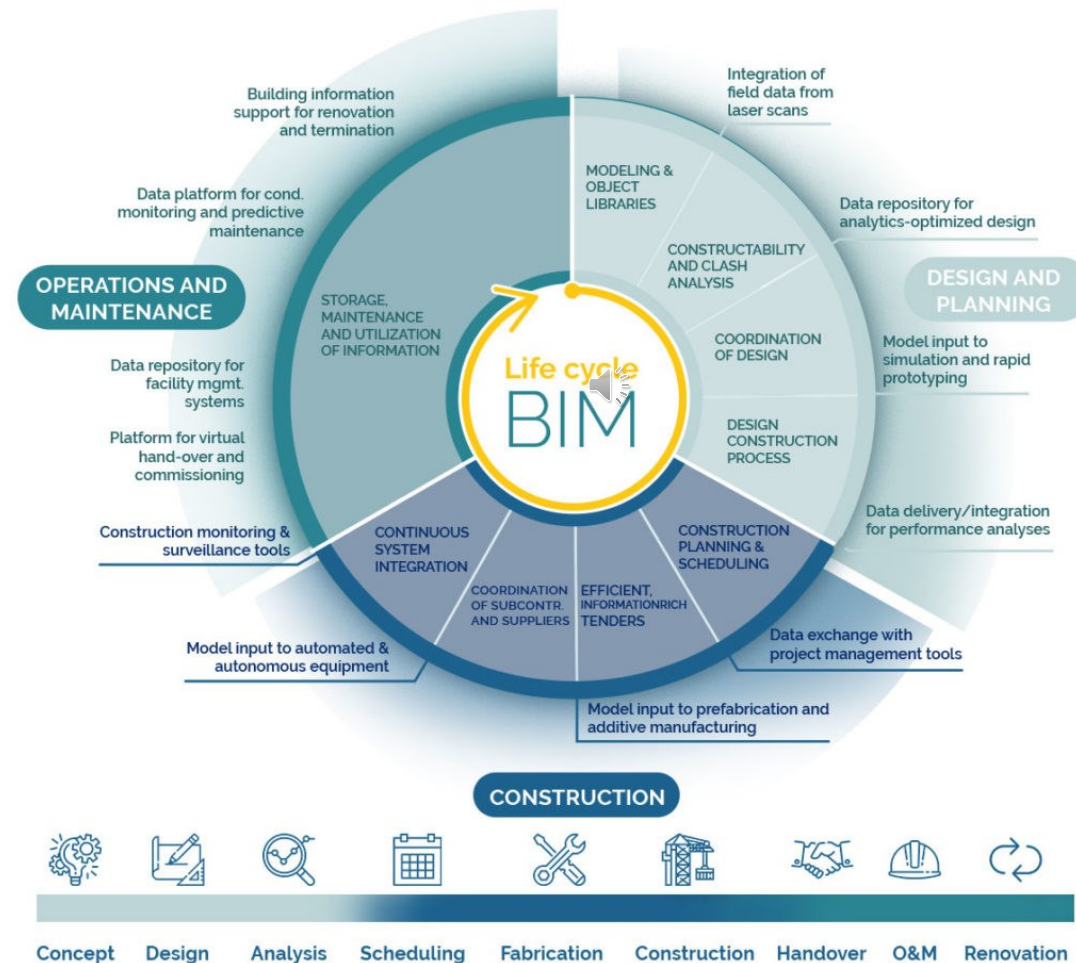 Building information
support for renovation
and termination
Integration of
field data from
laser scans
MODELING &
OBJECT
LIBRARIES
Data platform for cond.
monitoring and predictive
maintenance
Data repository for
analytics-optimized design
CONSTRUCTABILITY
AND CLASH
ANALYSIS
OPERATIONS AND
MAINTENANCE
DESIGN AND
PLANNING
STORAGE,
MAINTENANCE
AND UTILIZATION
OF INFORMATION
COORDINATION
OF DESIGN
Model input to
simulation and rapid
prototyping
Life cycle
BIM
Data repository for
facility mgmt.
systems
Platform for virtual
hand-over and
commissioning
DESIGN
CONSTRUCTION
PROCESS
Data delivery/integration
for performance analyses
Construction monitoring &
surveillance tools
CONTINUOUS
SYSTEM
INTEGRATION
CONSTRUCTION
PLANNING &
SCHEDULING
COORDINATION
OF SUBCONTR.
AND SUPPLIERS
EFFICIENT,
INFORMATIONRICH
TENDERS
Model input to automated &
autonomous equipment
Data exchange with
project management tools
Model input to prefabrication and
additive manufacturing
CONSTRUCTION
Concept Design Analysis Scheduling Fabrication Construction Handover O&M Renovation